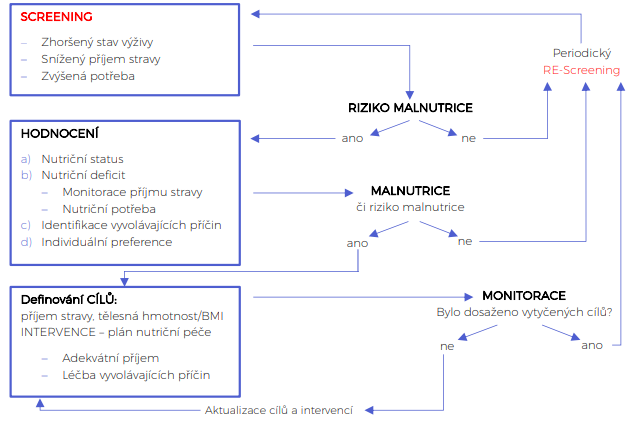 SCREENING
– Zhoršený stav výživy
– Snížený příjem stravy
– Zvýšená potřeba
Periodický
RE-Screening
RIZIKO MALNUTRICE
ano
ne
HODNOCENÍ
a) Nutriční status
b) Nutriční deficit
– Monitorace příjmu stravy
– Nutriční potřeba
c) Identifikace vyvolávajících příčin
d) Individuální preference
MALNUTRICE
či riziko malnutrice
ano
ne
Definování CÍLŮ:
příjem stravy, tělesná hmotnost/BMI
INTERVENCE – plán nutriční péče
– Adekvátní příjem
– Léčba vyvolávajících příčin
MONITORACE
Bylo dosaženo vytyčených cílů?
ne
ano
Aktualizace cílů a intervencí